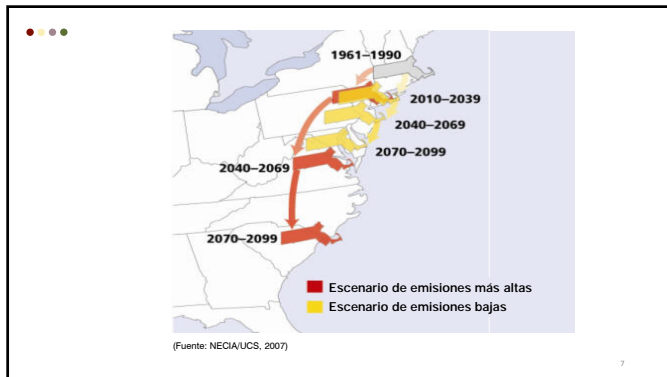 1961–1990
2010–2039
2040–2069
2070–2099
2040–2069
2070–2099
Escenario de emisiones más altas
Escenario de emisiones bajas
(Fuente: NECIA/UCS, 2007)
7